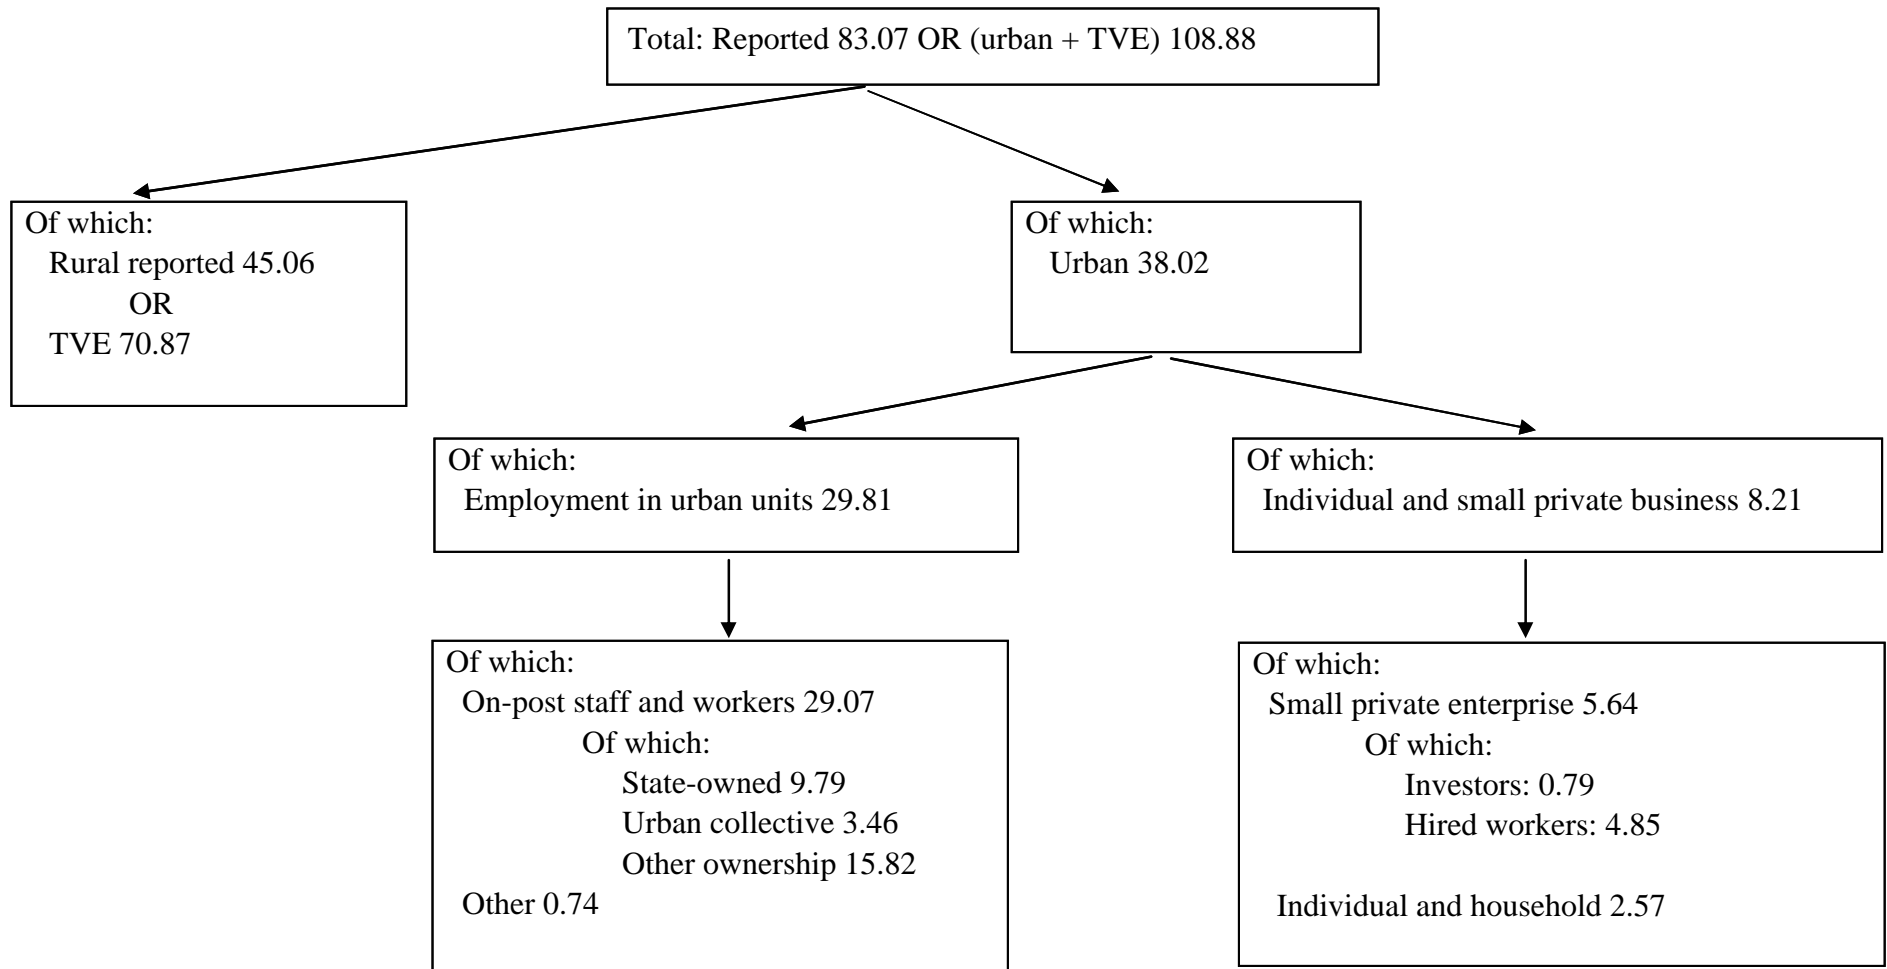 Total: Reported 83.07 OR (urban + TVE) 108.88
Of which:
Rural reported 45.06
OR
TVE 70.87
Of which:
Urban 38.02
Of which:
Employment in urban units 29.81
Of which:
Individual and small private business 8.21
Of which:
On-post staff and workers 29.07
Of which:
State-owned 9.79
Urban collective 3.46
Other ownership 15.82
Other 0.74
Of which:
Small private enterprise 5.64
Of which:
Investors: 0.79
Hired workers: 4.85
Individual and household 2.57